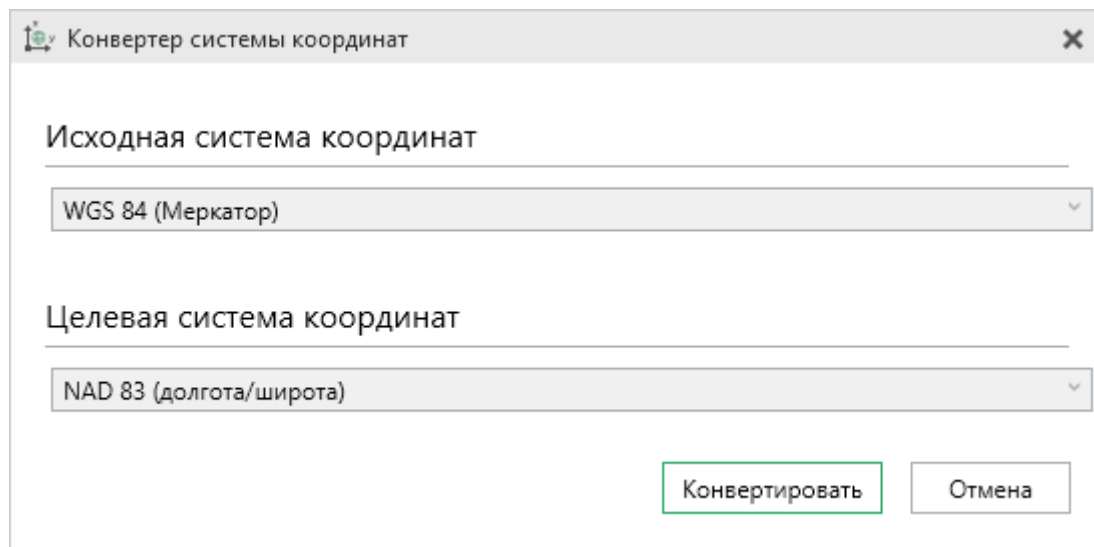 Конвертер системы координат
Исходная система координат
WGS 84 (Меркатор)
Целевая система координат
NAD 83 (долгота/широта)
Конвертировать Отмена